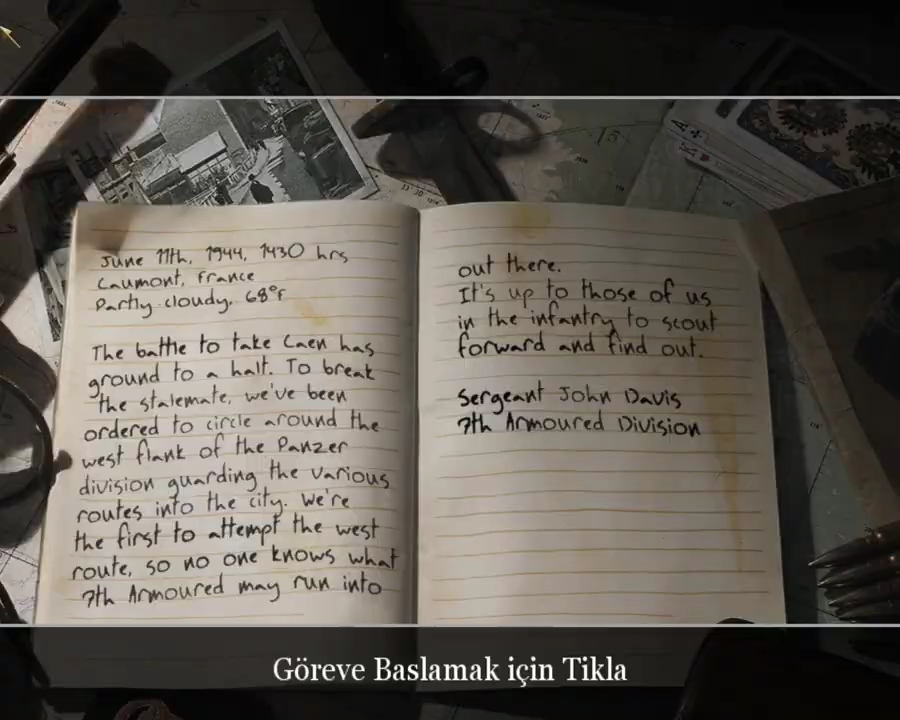 June 11th, 1944, 1430 hrs
Caumont, France
Partly cloudy. 68°F
The battle to take Caen has
ground to a halt. To break
the stalemate, we've been
ordered to circle around the
west flank of the Panzer
division guarding the various
routes into the city. We're
the first to attempt the west
route, so no one knows what
7th Armoured may run into
out there.
It's up to those of us
in the infantry to scout
forward and find out.
Sergeant John Davis
7th Armoured Division
Göreve Baslamak için Tikla